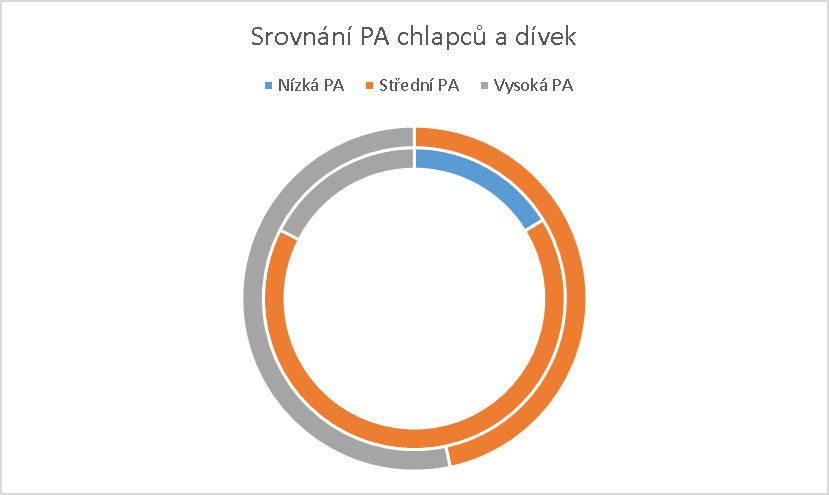 Srovnání PA chlapců a dívek
Nízká PA Střední PA Vysoká PA